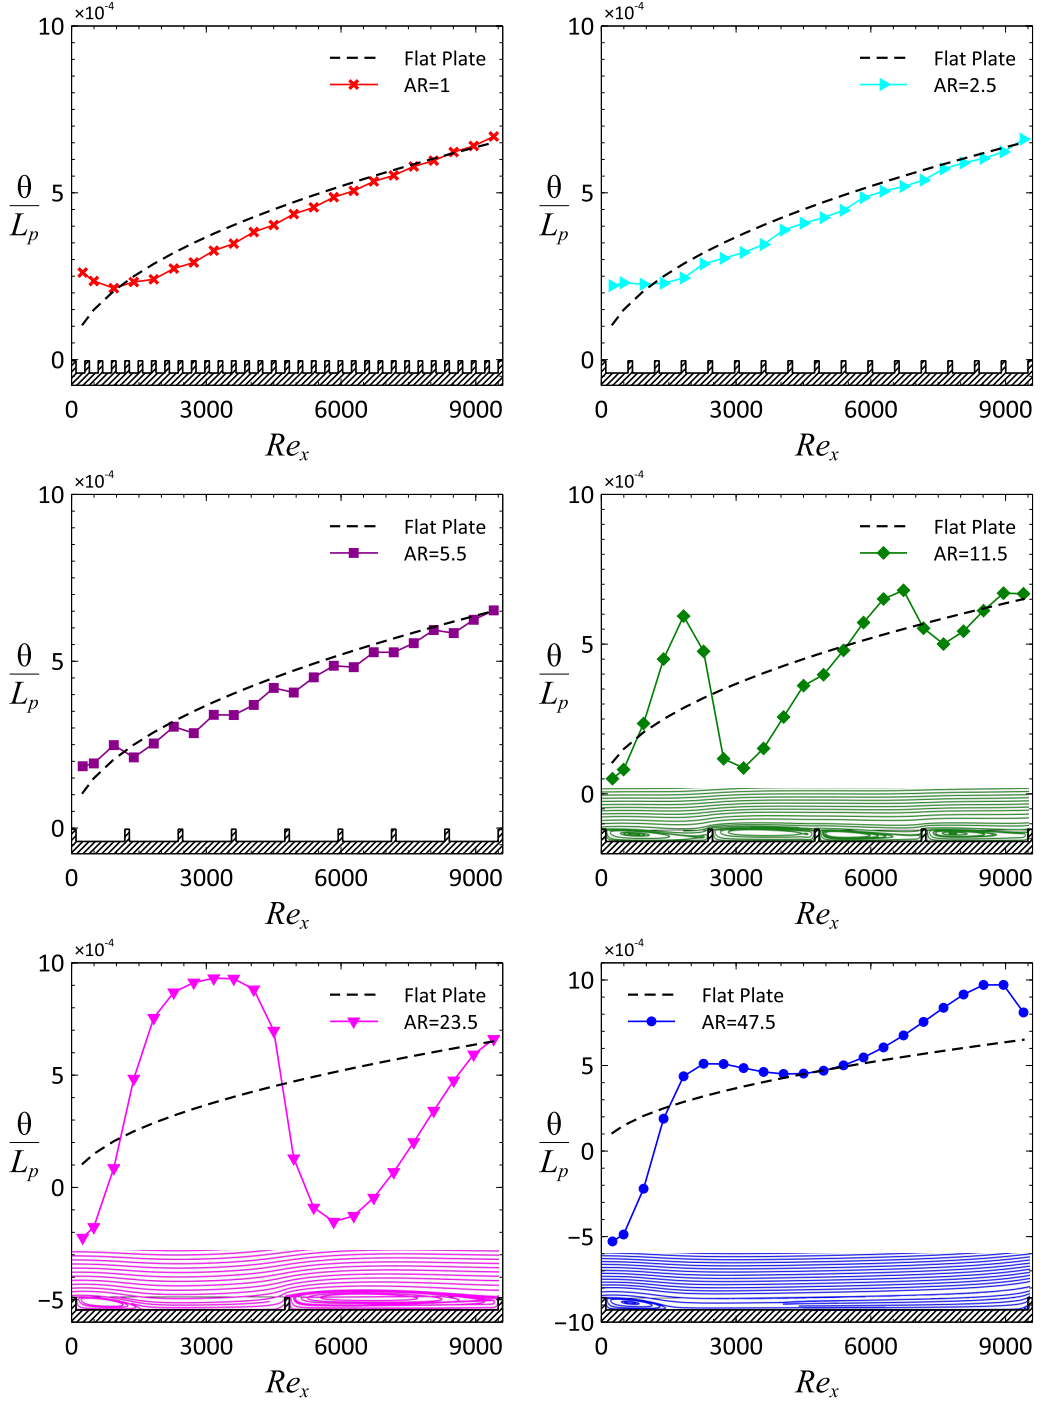 ×10⁻⁴
10
Flat Plate
AR=1
5
θ
Lₚ
0
0 3000 6000 9000
Reₓ
×10⁻⁴
10
Flat Plate
AR=2.5
5
θ
Lₚ
0
0 3000 6000 9000
Reₓ
×10⁻⁴
10
Flat Plate
AR=5.5
5
θ
Lₚ
0
0 3000 6000 9000
Reₓ
×10⁻⁴
10
Flat Plate
AR=11.5
5
θ
Lₚ
0
0 3000 6000 9000
Reₓ
×10⁻⁴
10
Flat Plate
AR=23.5
5
θ
Lₚ
0
−5
0 3000 6000 9000
Reₓ
×10⁻⁴
10
Flat Plate
AR=47.5
5
θ
Lₚ
0
−5
−10
0 3000 6000 9000
Reₓ